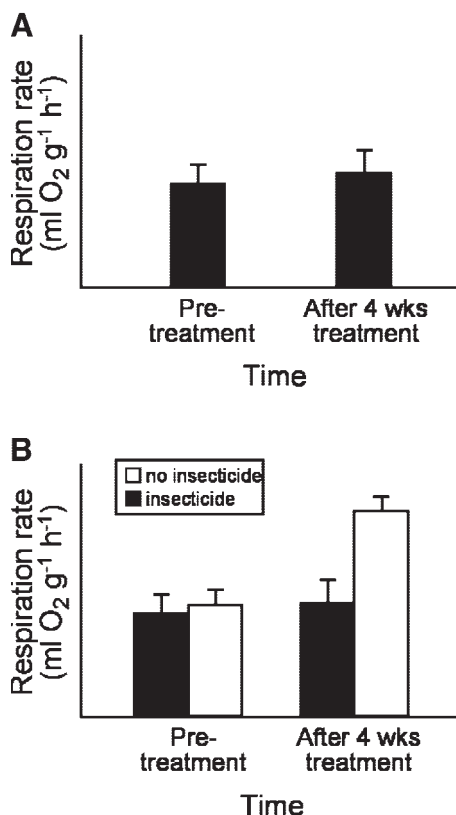 A
Respiration rate
(ml O₂ g⁻¹ h⁻¹)
Pre-
treatment
After 4 wks
treatment
Time
B
no insecticide
insecticide
Respiration rate
(ml O₂ g⁻¹ h⁻¹)
Pre-
treatment
After 4 wks
treatment
Time